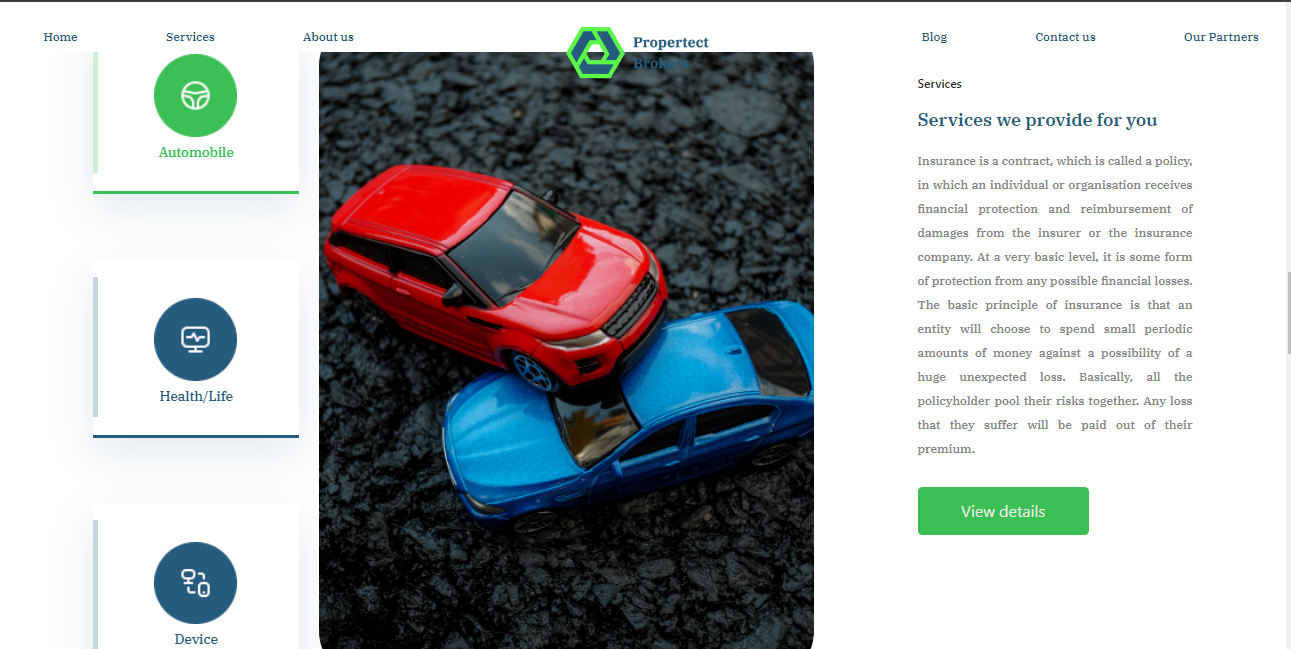 Home
Services
About us
Propertect
Brokers
Blog
Contact us
Our Partners
Automobile
Health/Life
Device
Services
Services we provide for you
Insurance is a contract, which is called a policy,
in which an individual or organisation receives
financial protection and reimbursement of
damages from the insurer or the insurance
company. At a very basic level, it is some form
of protection from any possible financial losses.
The basic principle of insurance is that an
entity will choose to spend small periodic
amounts of money against a possibility of a
huge unexpected loss. Basically, all the
policyholder pool their risks together. Any loss
that they suffer will be paid out of their
premium.
View details